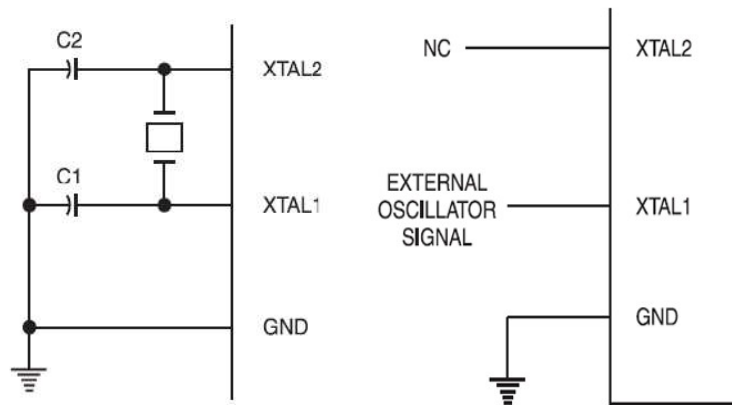 C2
XTAL2
C1
XTAL1
GND
NC
XTAL2
EXTERNAL
OSCILLATOR
SIGNAL
XTAL1
GND